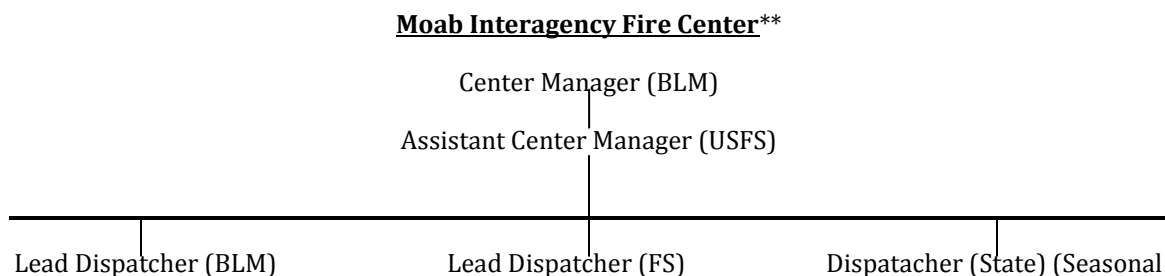 Moab Interagency Fire Center**
Center Manager (BLM)
Assistant Center Manager (USFS)
Lead Dispatcher (BLM) Lead Dispatcher (FS) Dispatacher (State) (Seasonal